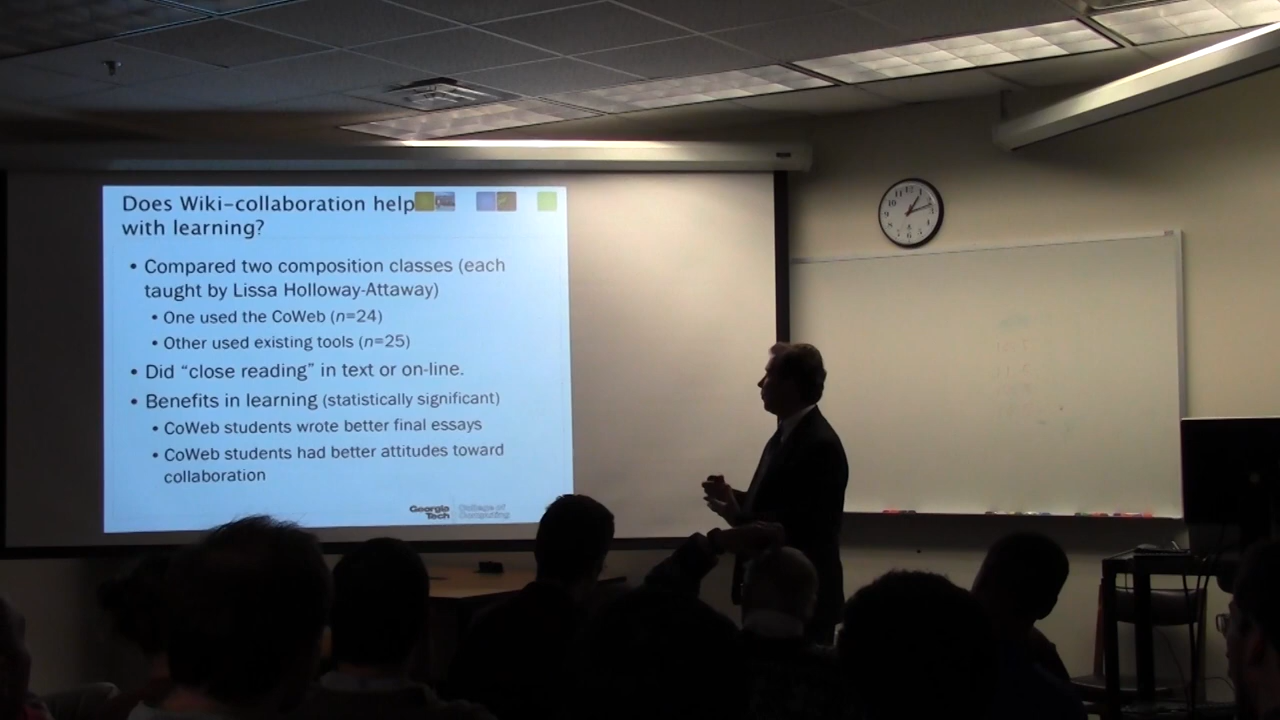 Does Wiki-collaboration help
with learning?
• Compared two composition classes (each
taught by Lissa Holloway-Attaway)
• One used the CoWeb (n=24)
• Other used existing tools (n=25)
• Did “close reading” in text or on-line.
• Benefits in learning (statistically significant)
• CoWeb students wrote better final essays
• CoWeb students had better attitudes toward
collaboration
Georgia College of
Tech Computing